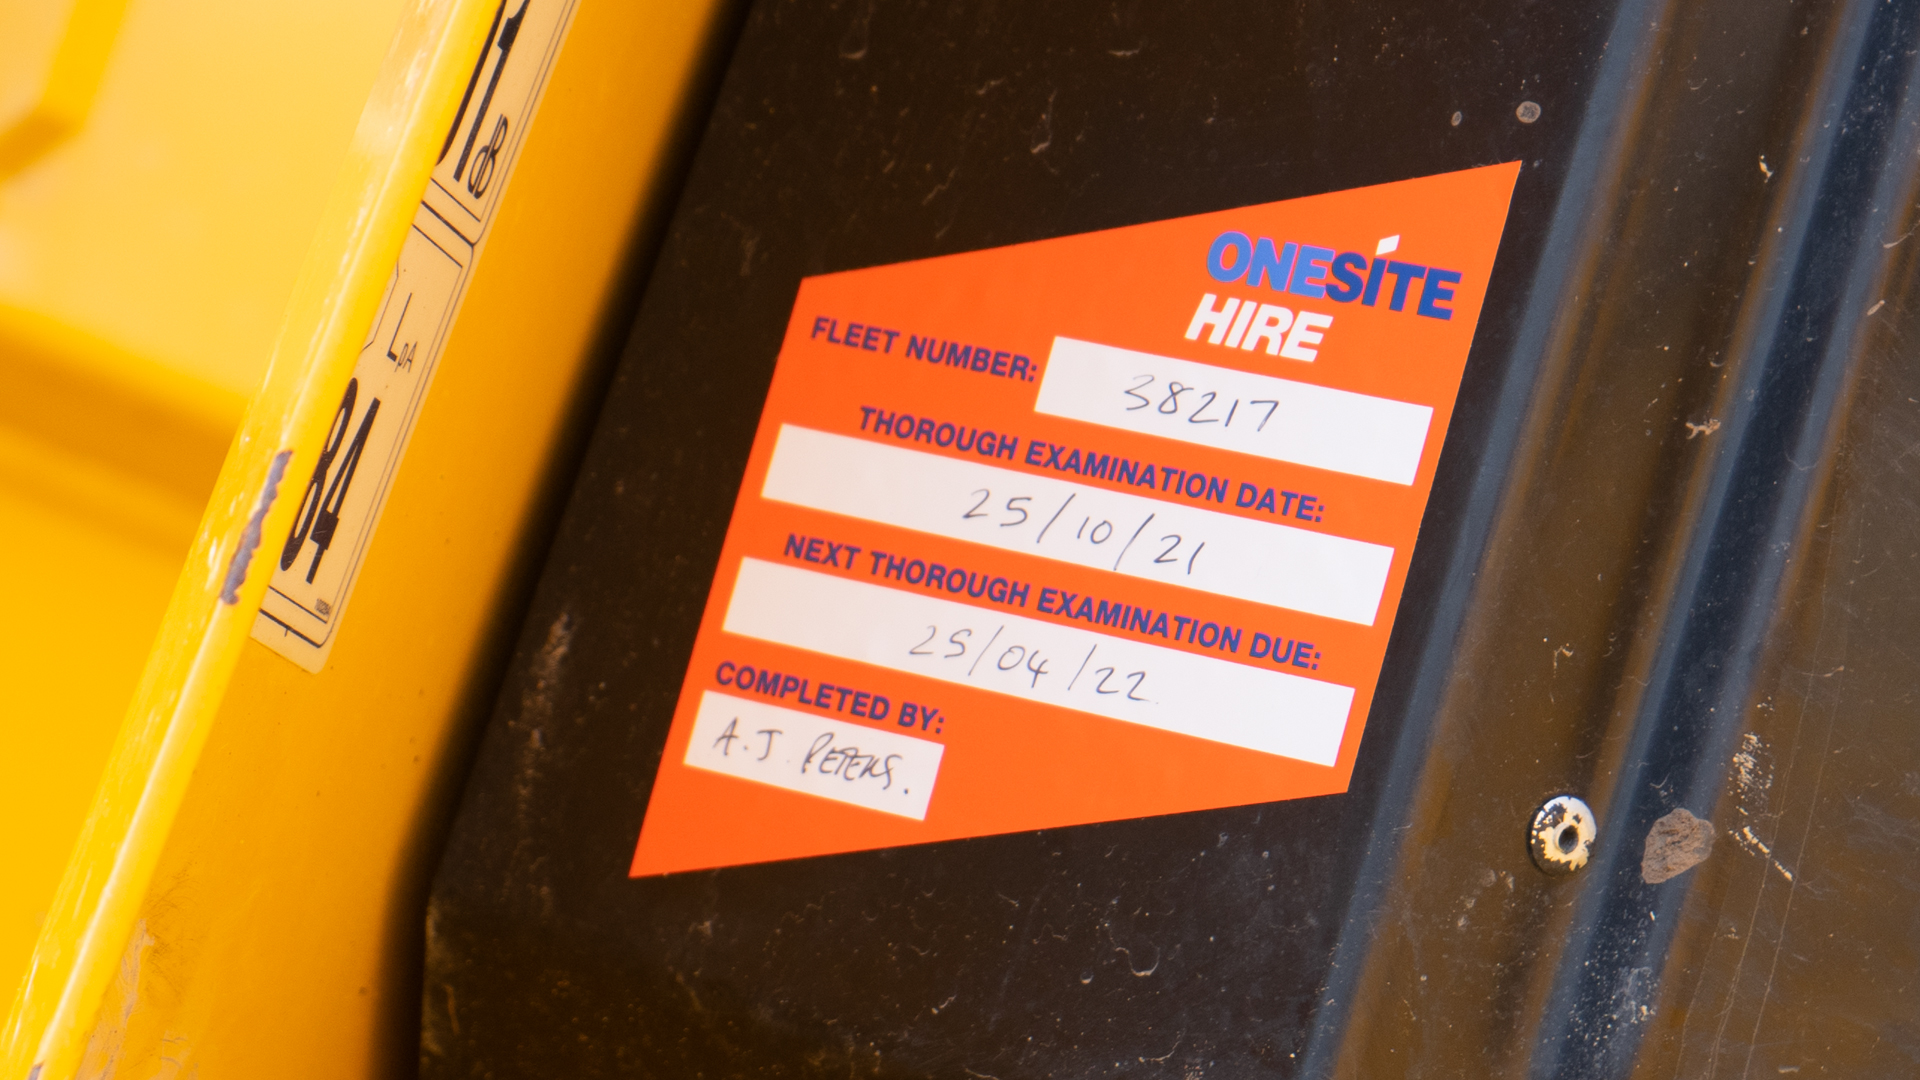 dB
LpA
84
ONESITE
HIRE
FLEET NUMBER: 38217
THOROUGH EXAMINATION DATE:
25/10/21
NEXT THOROUGH EXAMINATION DUE:
25/04/22
COMPLETED BY:
A.J. PETERS.